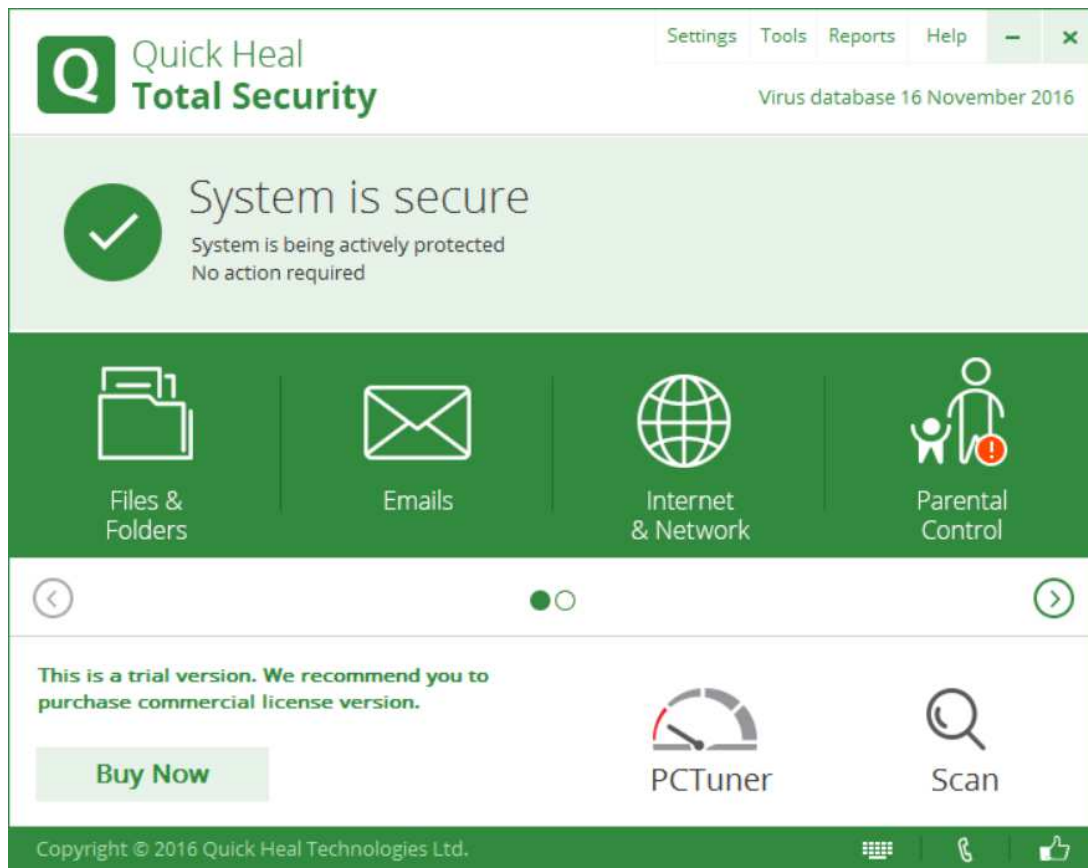 Q
Quick Heal
Total Security
Settings Tools Reports Help
Virus database 16 November 2016
System is secure
System is being actively protected
No action required
Files &
Folders
Emails
Internet
& Network
Parental
Control
This is a trial version. We recommend you to
purchase commercial license version.
Buy Now
PCTuner
Scan
Copyright © 2016 Quick Heal Technologies Ltd.